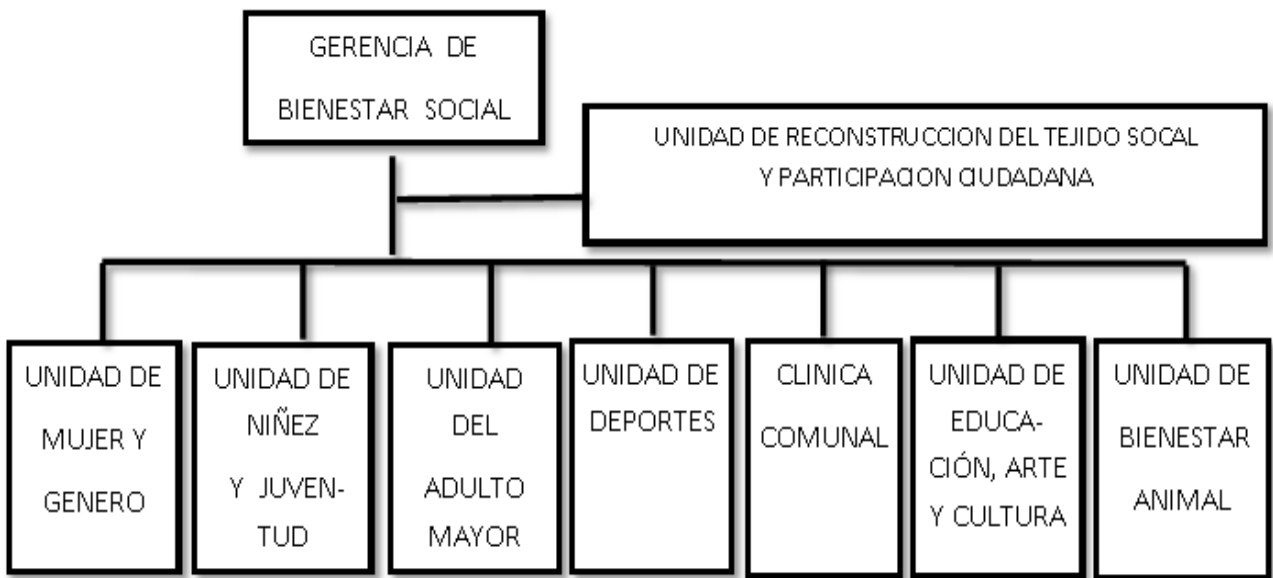 GERENCIA DE
BIENESTAR SOCIAL
UNIDAD DE RECONSTRUCCION DEL TEJIDO SOCAL
Y PARTICIPACION CIUDADANA
UNIDAD DE
MUJER Y
GENERO
UNIDAD DE
NIÑEZ
Y JUVEN-
TUD
UNIDAD
DEL
ADULTO
MAYOR
UNIDAD DE
DEPORTES
CLINICA
COMUNAL
UNIDAD DE
EDUCA-
CIÓN, ARTE
Y CULTURA
UNIDAD DE
BIENESTAR
ANIMAL